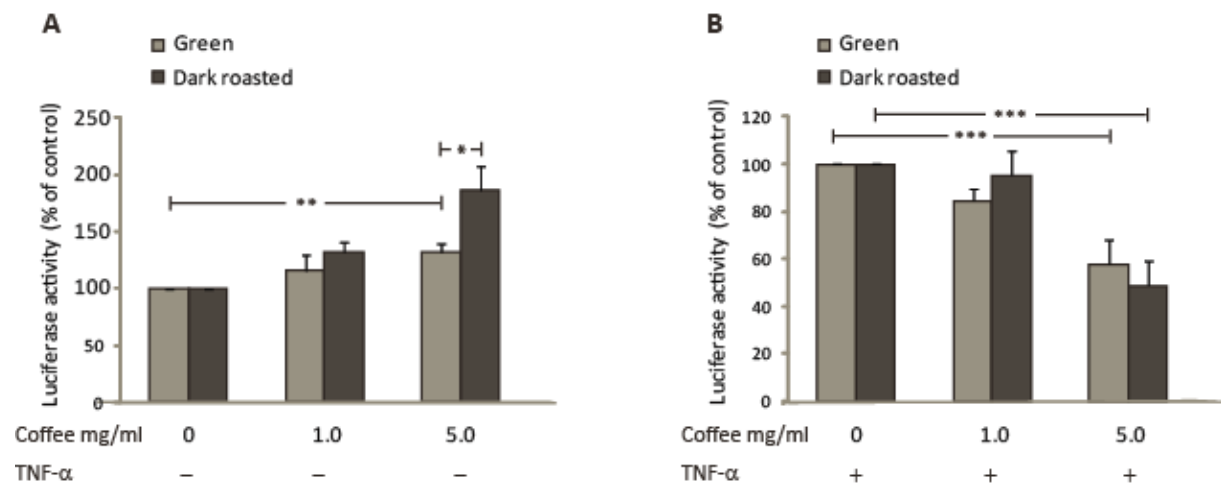 A
Green
Dark roasted
Luciferase activity (% of control)
250
200
150
100
50
0
*
**
Coffee mg/ml 0 1.0 5.0
TNF-α – – –
B
Green
Dark roasted
Luciferase activity (% of control)
120
100
80
60
40
20
0
***
***
Coffee mg/ml 0 1.0 5.0
TNF-α + + +